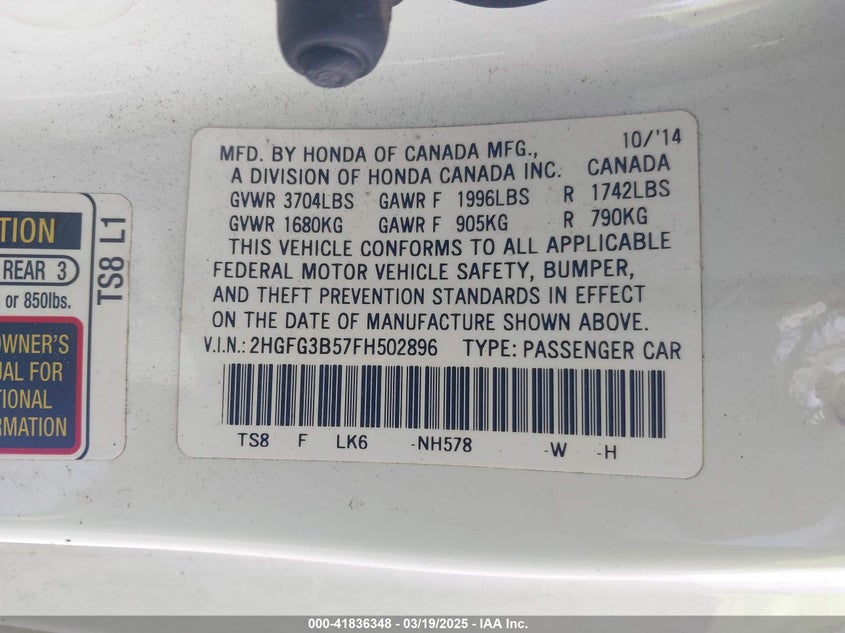 10/'14
MFD. BY HONDA OF CANADA MFG.,
A DIVISION OF HONDA CANADA INC. CANADA
GVWR 3704LBS GAWR F 1996LBS R 1742LBS
GVWR 1680KG GAWR F 905KG R 790KG
THIS VEHICLE CONFORMS TO ALL APPLICABLE
FEDERAL MOTOR VEHICLE SAFETY, BUMPER,
AND THEFT PREVENTION STANDARDS IN EFFECT
ON THE DATE OF MANUFACTURE SHOWN ABOVE.
V.I.N.: 2HGFG3B57FH502896 TYPE: PASSENGER CAR
TS8 F LK6 -NH578 -W -H
TION
REAR 3
or 850lbs.
OWNER'S
UAL FOR
TIONAL
RMATION
TS8 L1
000-41836348 — 03/19/2025 — IAA Inc.